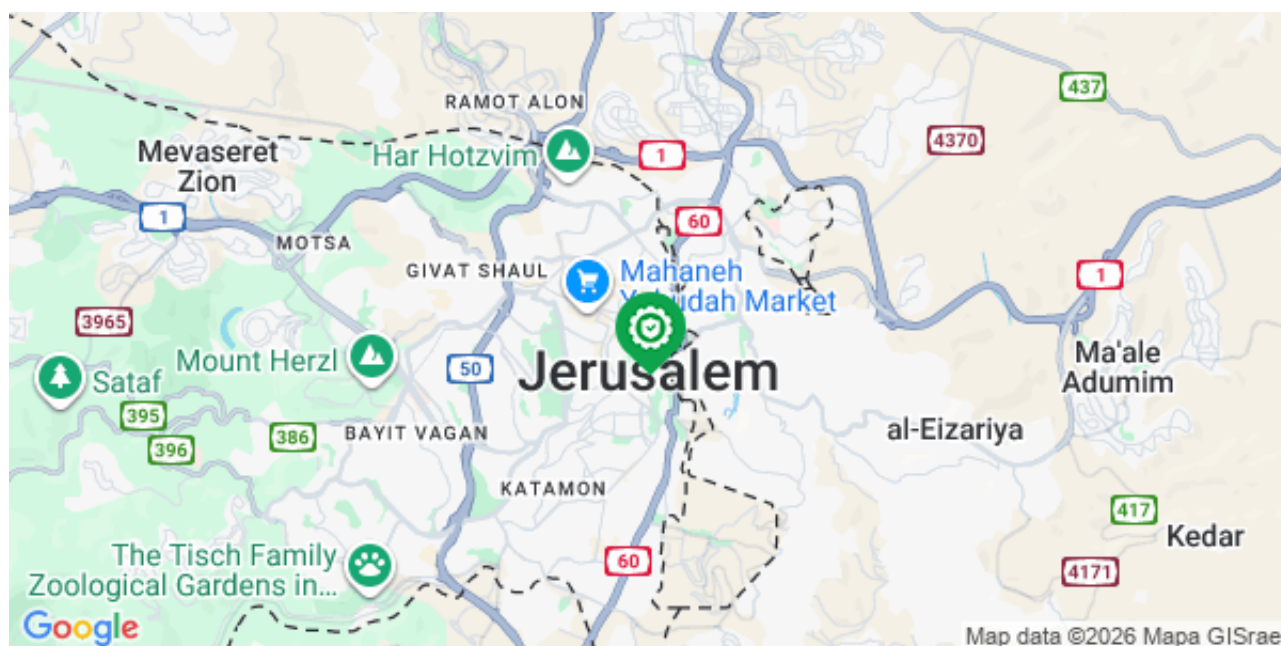 437
RAMOT ALON
4370
Mevaseret
Zion
Har Hotzvim
1
1
60
MOTSA
GIVAT SHAUL
Mahaneh
Yehudah Market
1
3965
Mount Herzl
50
Jerusalem
Ma'ale
Adumim
Sataf
395
396
386
BAYIT VAGAN
al-Eizariya
KATAMON
417
Kedar
The Tisch Family
Zoological Gardens in...
60
4171
Google
Map data ©2026 Mapa GISrae